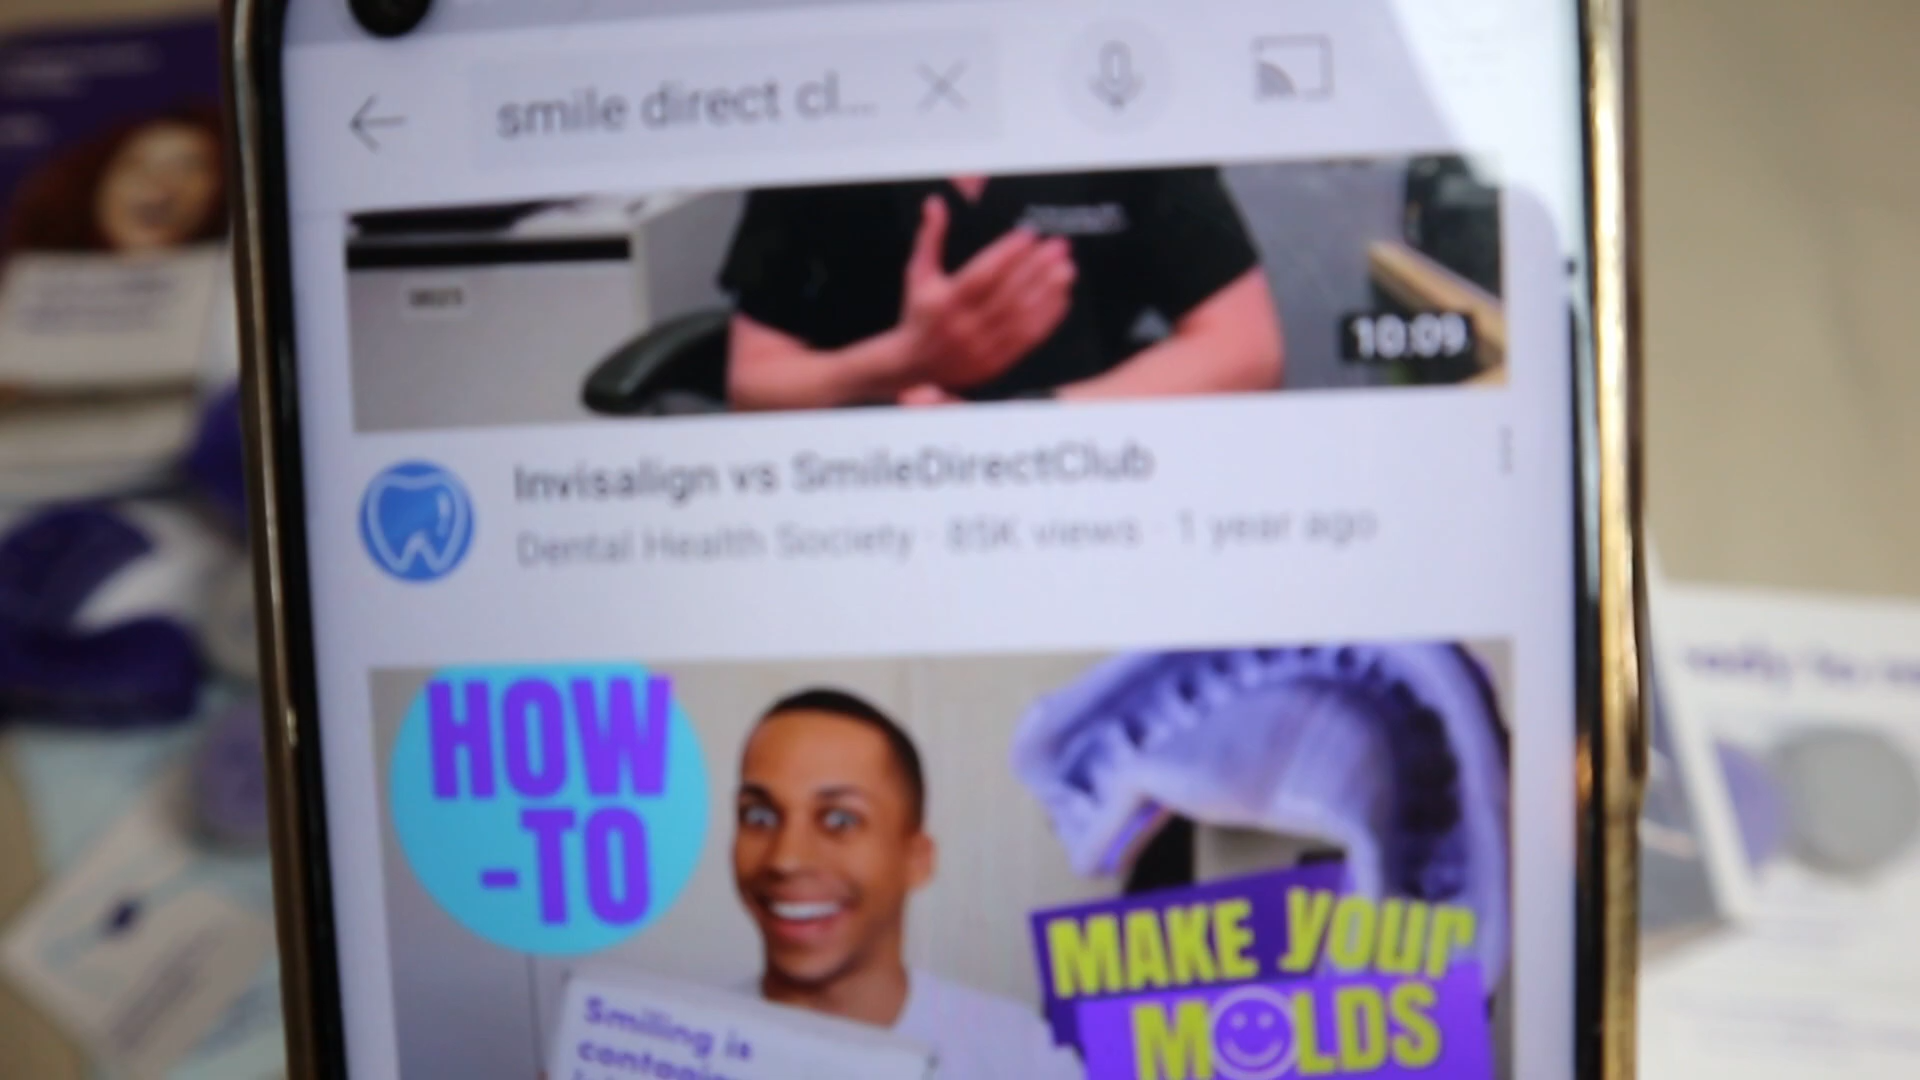 smile direct cl...
10:09
Invisalign vs SmileDirectClub
Dental Health Society · 85K views · 1 year ago
HOW
-TO
MAKE your
MOLDS
Smiling is